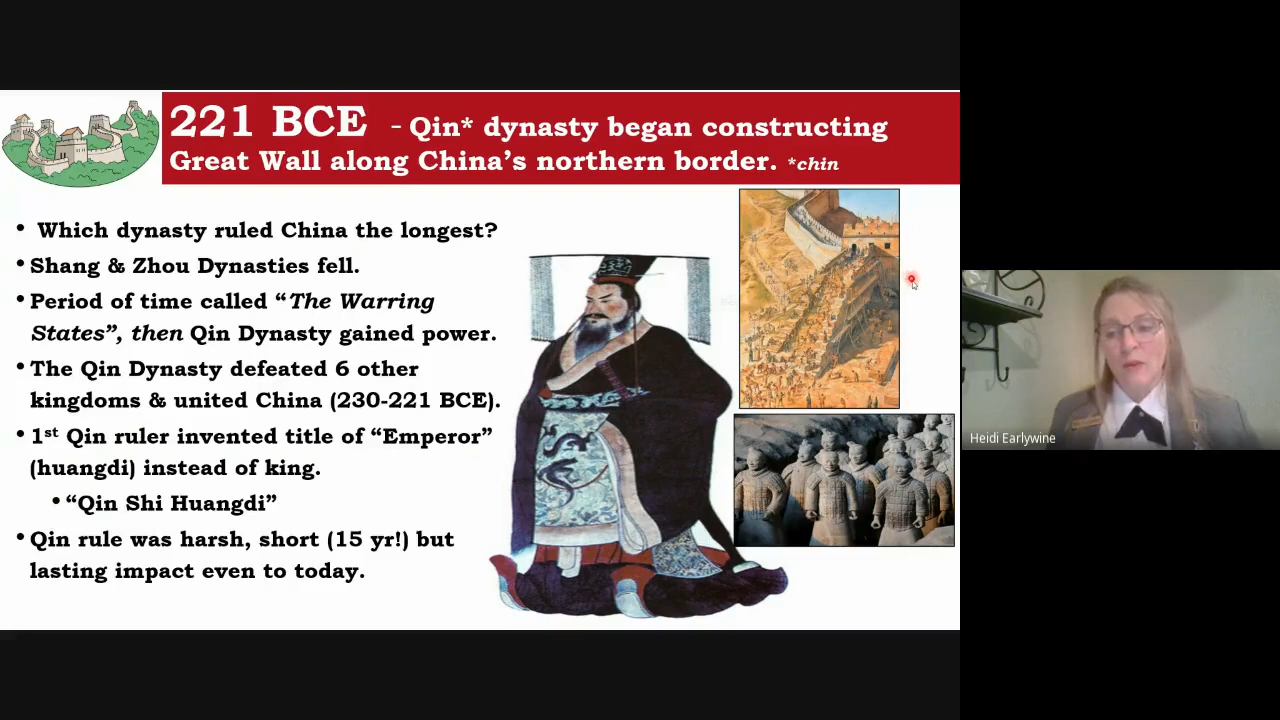 221 BCE - Qin* dynasty began constructing
Great Wall along China’s northern border. *chin
• Which dynasty ruled China the longest?
• Shang & Zhou Dynasties fell.
• Period of time called “The Warring
States”, then Qin Dynasty gained power.
• The Qin Dynasty defeated 6 other
kingdoms & united China (230-221 BCE).
• 1st Qin ruler invented title of “Emperor”
(huangdi) instead of king.
• “Qin Shi Huangdi”
• Qin rule was harsh, short (15 yr!) but
lasting impact even to today.
Heidi Earlywine